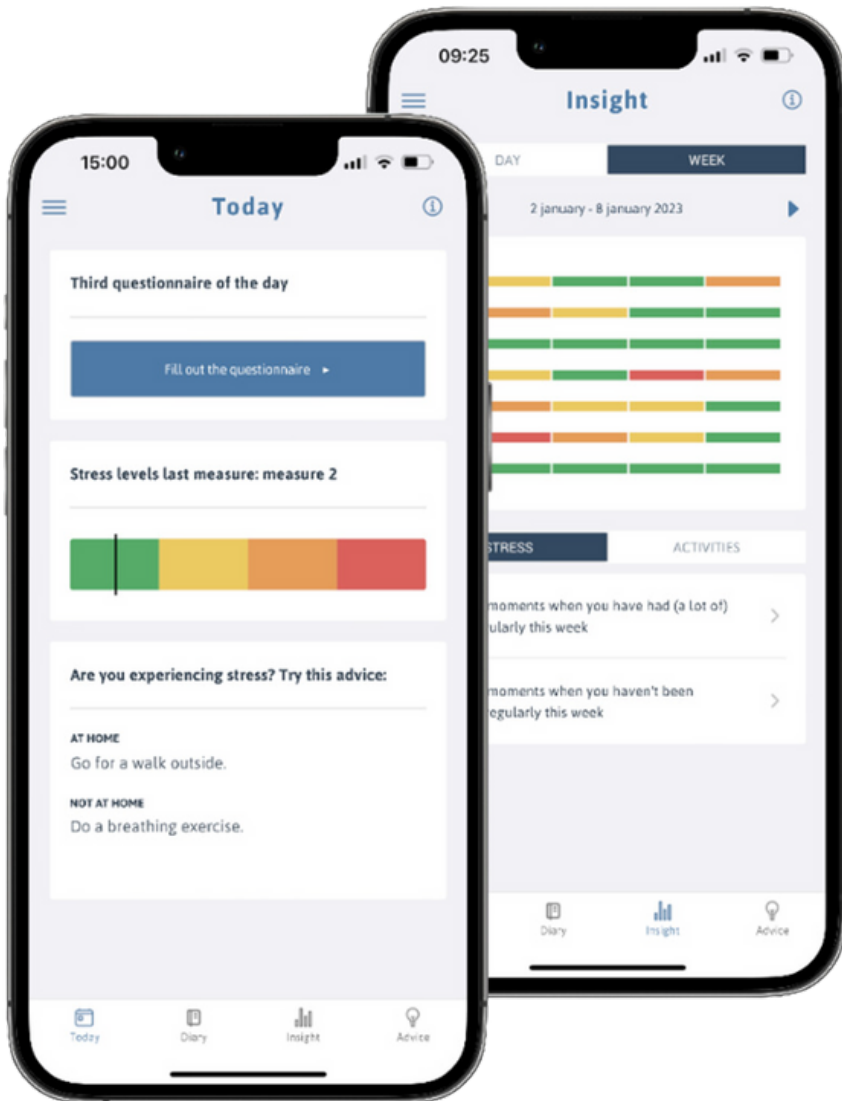 15:00
Today
Third questionnaire of the day
Fill out the questionnaire ▸
Stress levels last measure: measure 2
Are you experiencing stress? Try this advice:
AT HOME
Go for a walk outside.
NOT AT HOME
Do a breathing exercise.
Today
Diary
Insight
Advice
09:25
Insight
DAY
WEEK
2 january - 8 january 2023
STRESS
ACTIVITIES
moments when you have had (a lot of)
this week
moments when you haven't been
this week
Diary
Insight
Advice